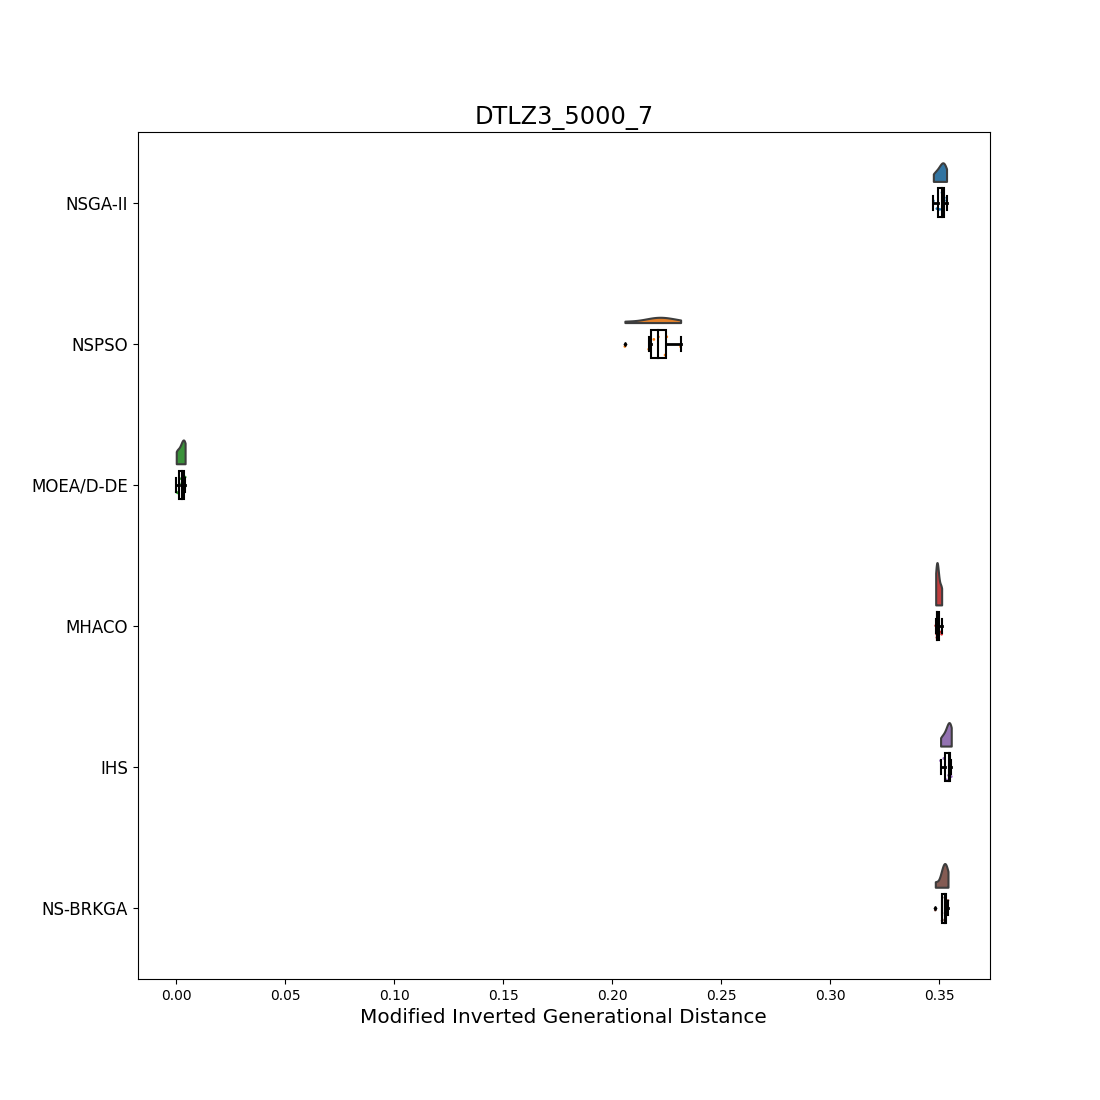 DTLZ3_5000_7
NSGA-II
NSPSO
MOEA/D-DE
MHACO
IHS
NS-BRKGA
0.00 0.05 0.10 0.15 0.20 0.25 0.30 0.35
Modified Inverted Generational Distance